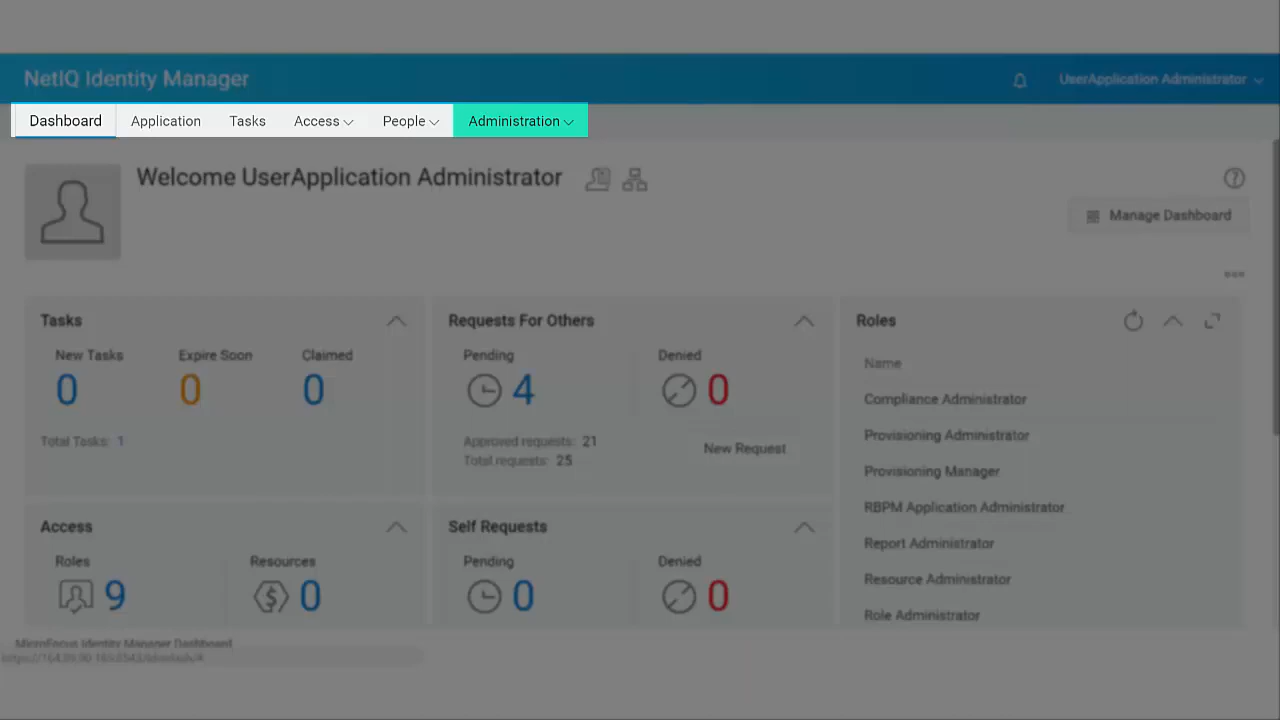 NetIQ Identity Manager
UserApplication Administrator
Dashboard Application Tasks Access People Administration
Welcome UserApplication Administrator
Manage Dashboard
Tasks
New Tasks Expire Soon Claimed
0 0 0
Total Tasks: 1
Requests For Others
Pending Denied
4 0
Approved requests: 21
Total requests: 25
New Request
Roles
Name
Compliance Administrator
Provisioning Administrator
Provisioning Manager
RBPM Application Administrator
Report Administrator
Resource Administrator
Role Administrator
Access
Roles Resources
9 0
Self Requests
Pending Denied
0 0
MicroFocus Identity Manager Dashboard